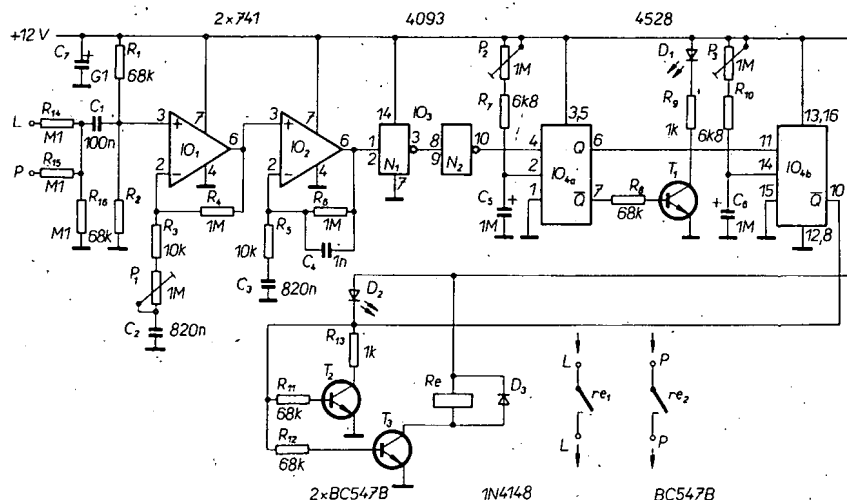 2×741 4093 4528
+12 V
C7 + G1
R1 68k
P2 1M
D1
P3 1M
R14 M1
C1 100n
L
R15 M1
P
R16 M1
R2 68k
3 + 7 6 2 - 4 IO1
R4 1M
R3 10k
P1 1M
C2 820n
3 + 7 6 2 - 4 IO2
R5 10k
R6 1M
C4 1n
C3 820n
14 IO3
1 2 N1 3 7
8 9 N2 10
R7 6k8
C5 + 1M
3,5
4 Q 6
2 IO4a
1 Q 7
R8 68k
R9 1k
T1
R10 6k8
C6 + 1M
13,16
11
14 IO4b
15 Q 10
12,8
D2
R13 1k
T2
R11 68k
R12 68k
T3
Re
D3
L re1 L
P re2 P
2×BC547B 1N4148 BC547B